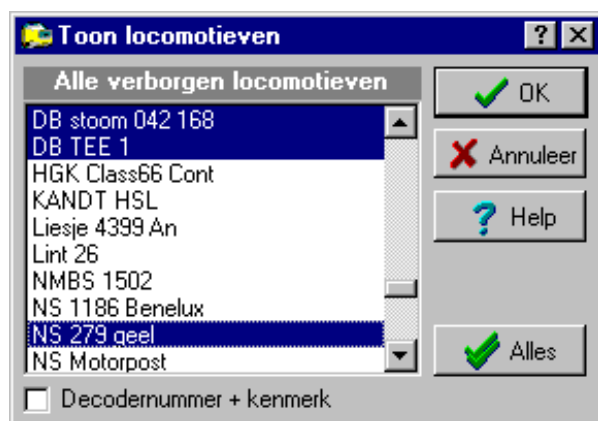 Toon locomotieven
Alle verborgen locomotieven
DB stoom 042 168
DB TEE 1
HGK Class66 Cont
KANDT HSL
Liesje 4399 An
Lint 26
NMBS 1502
NS 1186 Benelux
NS 279 geel
NS Motorpost
Decodernummer + kenmerk
OK
Annuleer
? Help
Alles